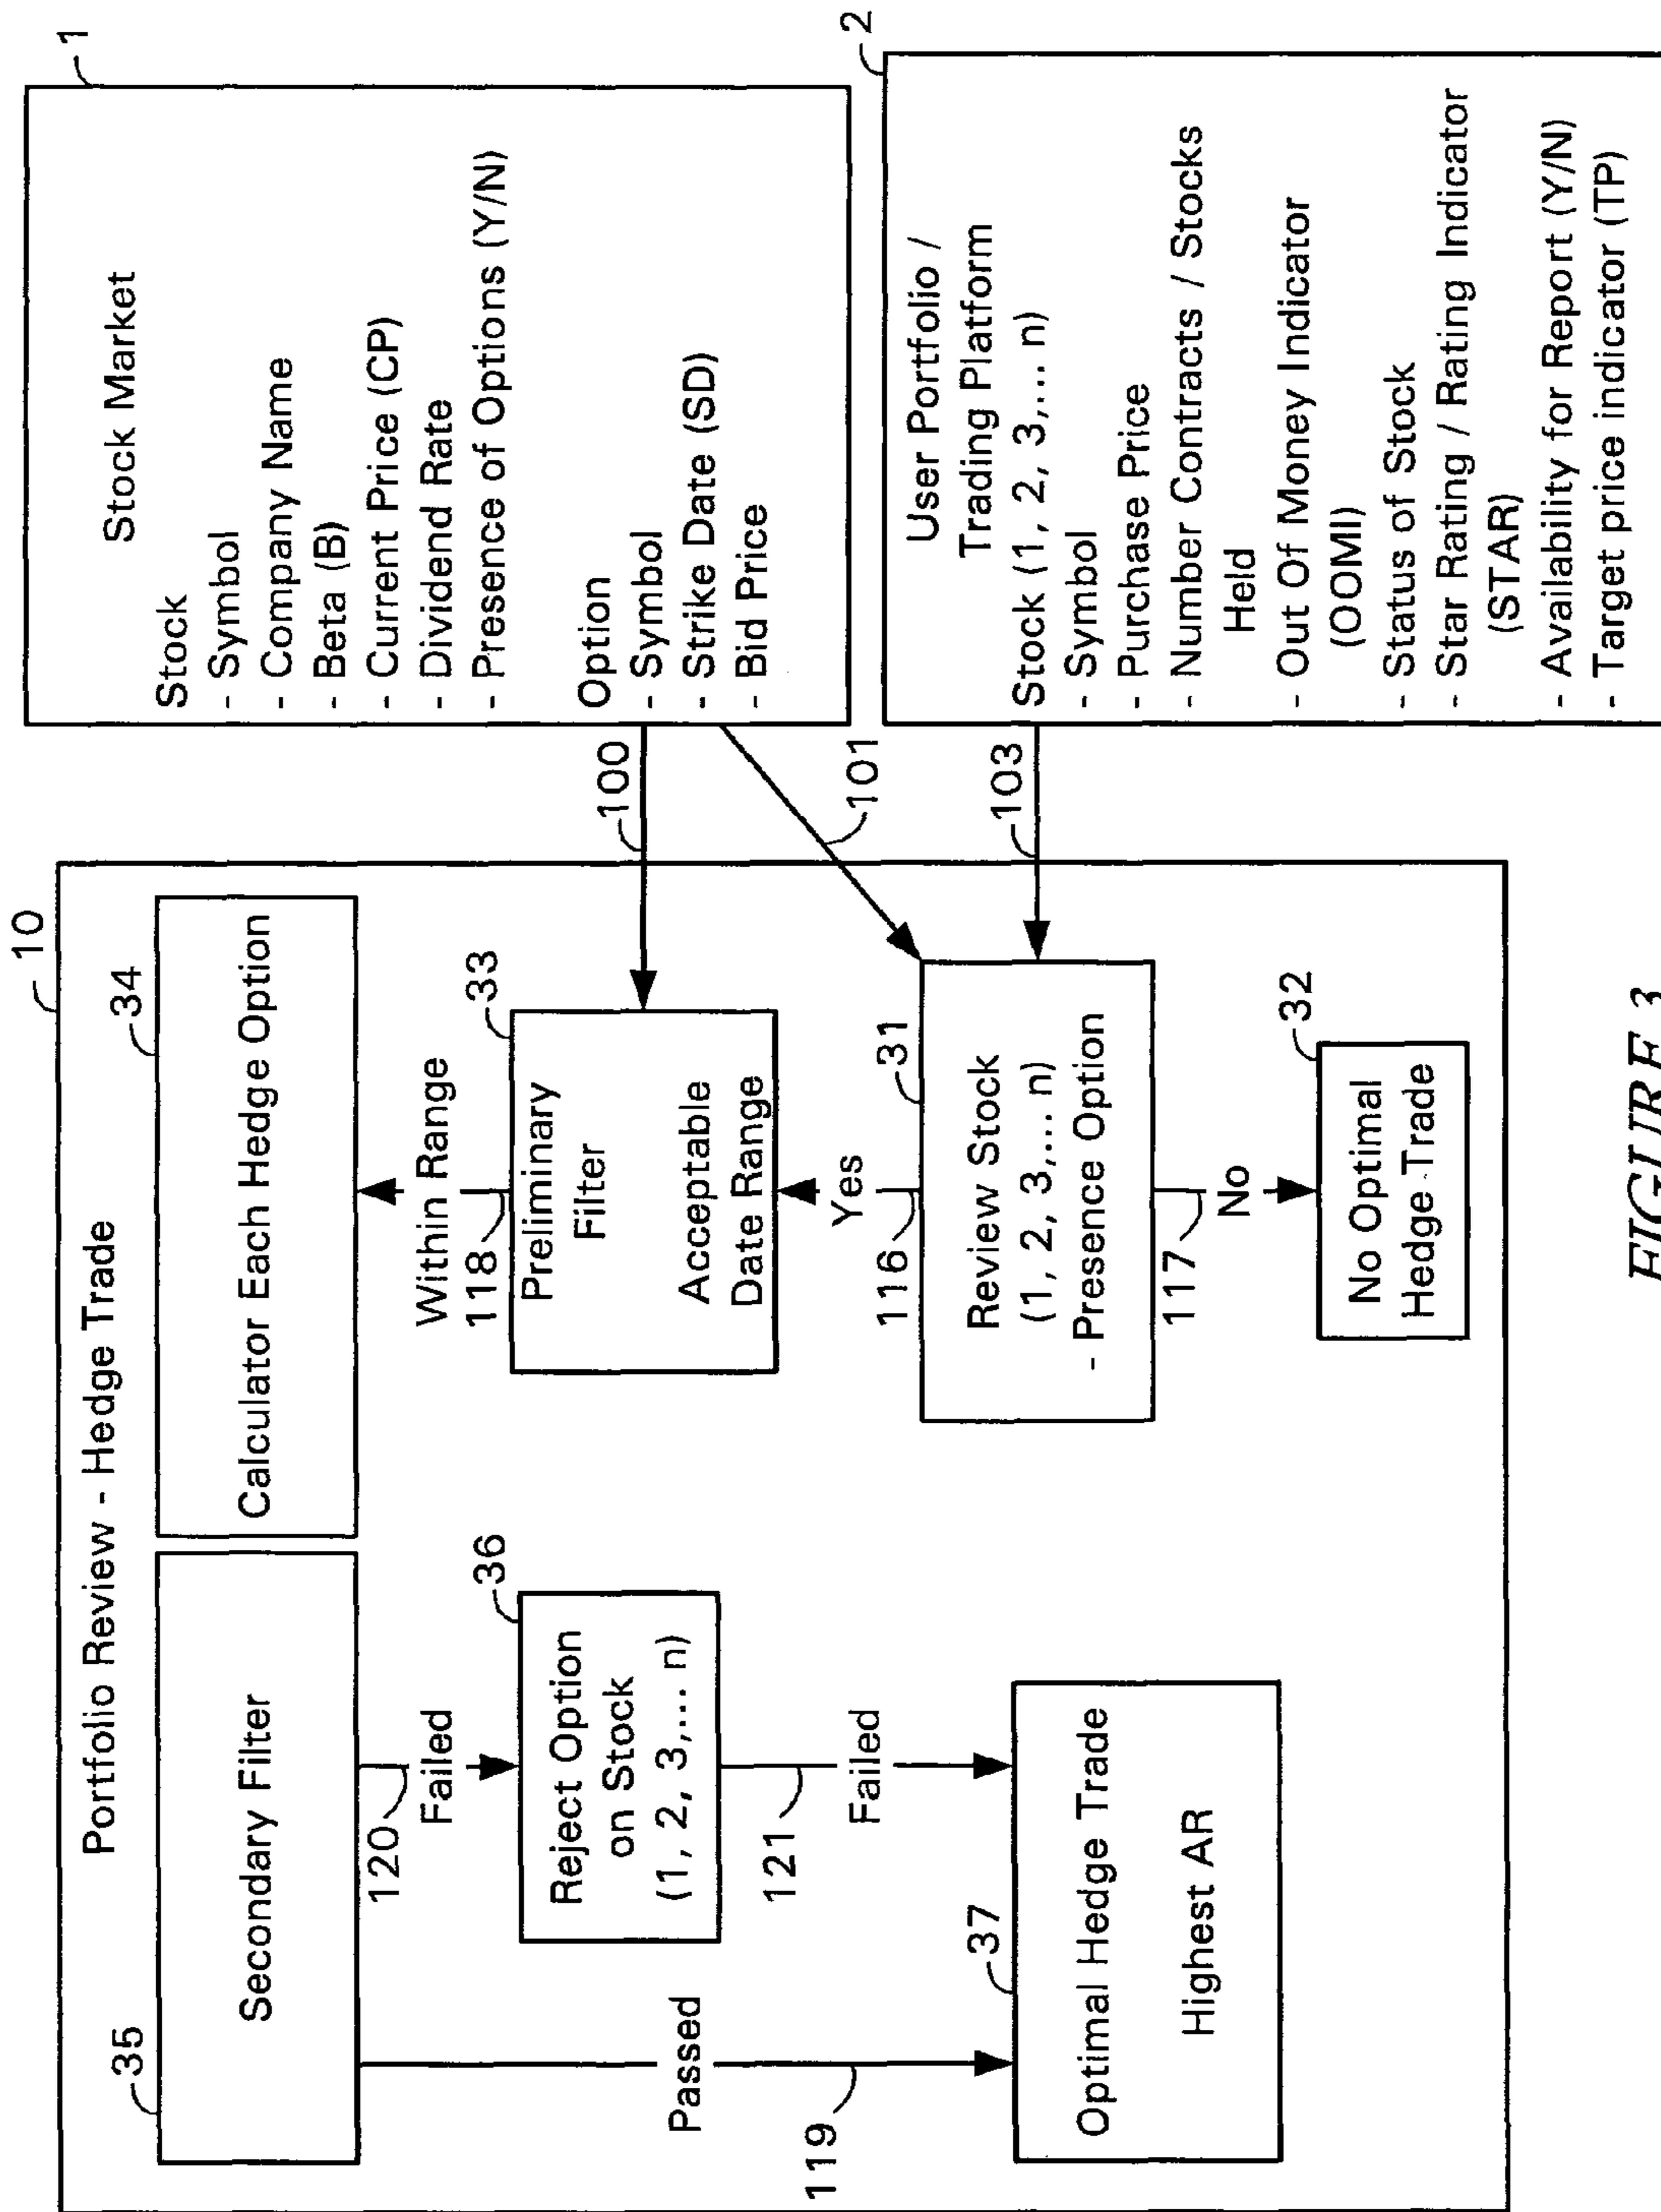 10
Portfolio Review - Hedge Trade
35
Secondary Filter
34
Calculator Each Hedge Option
120
Failed
36
Reject Option
on Stock
(1, 2, 3,... n)
121
Failed
Passed
119
37
Optimal Hedge Trade
Highest AR
Within Range
118
33
Preliminary
Filter
Acceptable
Date Range
116
Yes
31
Review Stock
(1, 2, 3,... n)
- Presence Option
117
No
32
No Optimal
Hedge Trade
100
101
103
1
Stock Market
Stock
- Symbol
- Company Name
- Beta (B)
- Current Price (CP)
- Dividend Rate
- Presence of Options (Y/N)
Option
- Symbol
- Strike Date (SD)
- Bid Price
2
User Portfolio /
Trading Platform
Stock (1, 2, 3,... n)
- Symbol
- Purchase Price
- Number Contracts / Stocks
Held
- Out Of Money Indicator
(OOMI)
- Status of Stock
- Star Rating / Rating Indicator
(STAR)
- Availability for Report (Y/N)
- Target price indicator (TP)
FIGURE 3